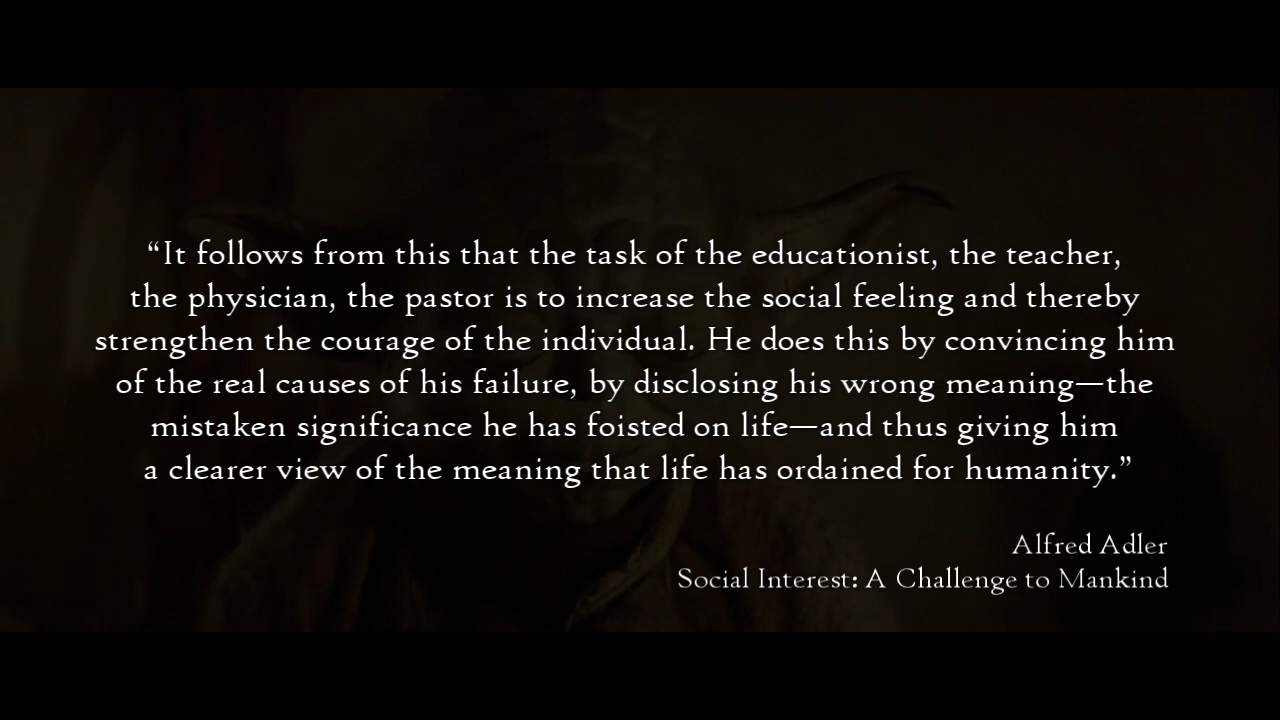 “It follows from this that the task of the educationist, the teacher,
the physician, the pastor is to increase the social feeling and thereby
strengthen the courage of the individual. He does this by convincing him
of the real causes of his failure, by disclosing his wrong meaning—the
mistaken significance he has foisted on life—and thus giving him
a clearer view of the meaning that life has ordained for humanity.”
Alfred Adler
Social Interest: A Challenge to Mankind